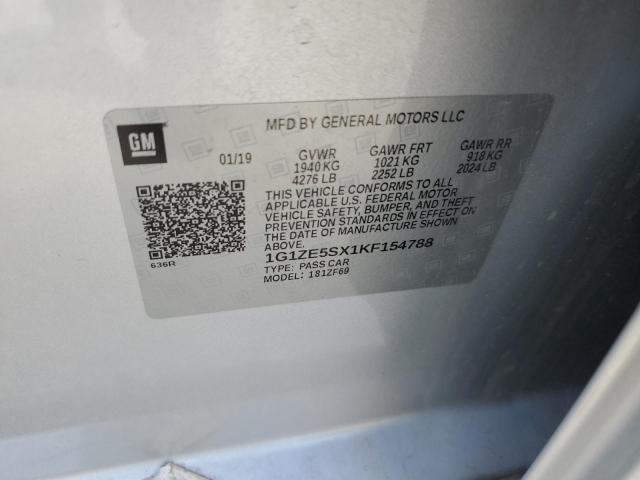 MFD BY GENERAL MOTORS LLC
GM
01/19 GVWR GAWR FRT GAWR RR
1940 KG 1021 KG 918 KG
4276 LB 2252 LB 2024 LB
THIS VEHICLE CONFORMS TO ALL
APPLICABLE U.S. FEDERAL MOTOR
VEHICLE SAFETY, BUMPER, AND THEFT
PREVENTION STANDARDS IN EFFECT ON
THE DATE OF MANUFACTURE SHOWN
ABOVE.
636R
1G1ZE5SX1KF154788
TYPE: PASS CAR
MODEL: 181ZF69